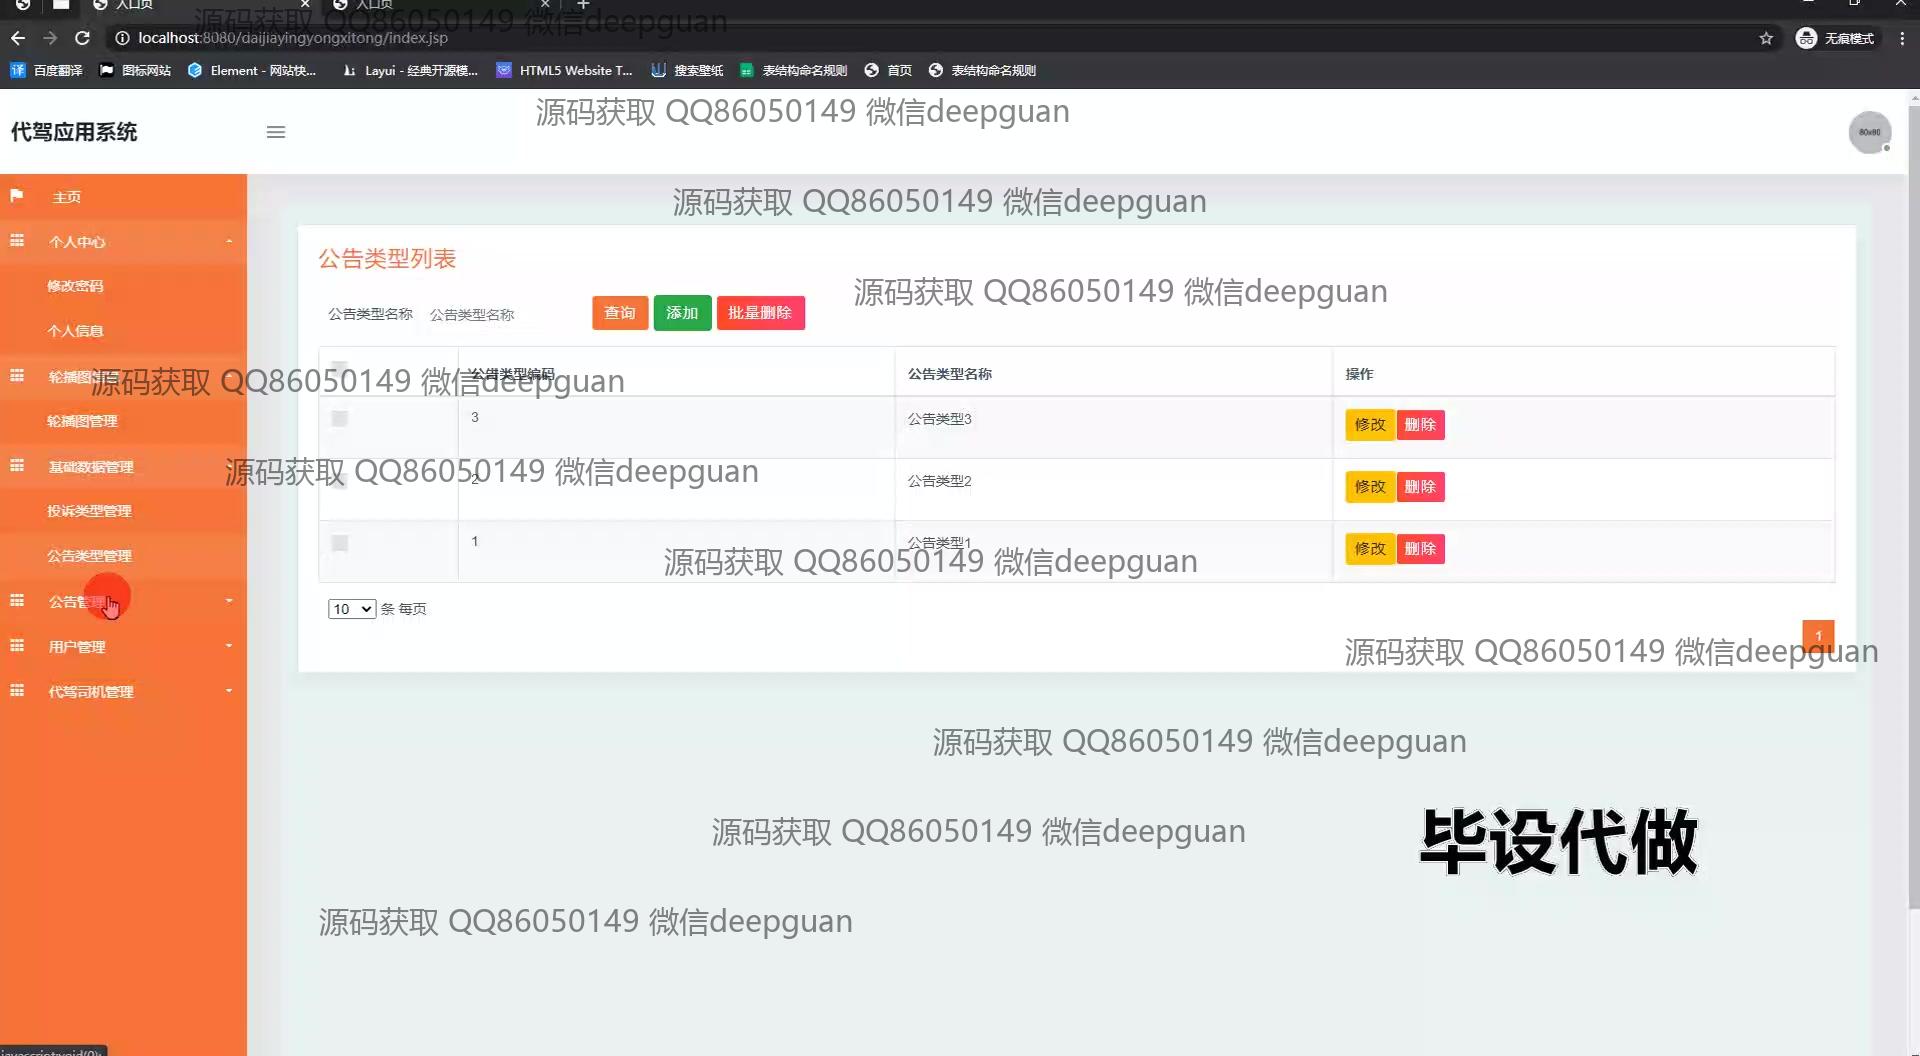 入口页
入口页
源码获取 QQ86050149 微信deepguan
localhost:8080/daijiayingyongxitong/index.jsp
无痕模式
百度翻译
图标网站
Element - 网站快...
Layui - 经典开源模...
HTML5 Website T...
搜索壁纸
表结构命名规则
首页
表结构命名规则
代驾应用系统
源码获取 QQ86050149 微信deepguan
80x80
主页
源码获取 QQ86050149 微信deepguan
个人中心
公告类型列表
修改密码
源码获取 QQ86050149 微信deepguan
公告类型名称
公告类型名称
查询
添加
批量删除
个人信息
源码获取 QQ86050149 微信deepguan
公告类型编码
公告类型名称
操作
轮播图管理
3
公告类型3
修改
删除
基础数据管理
源码获取 QQ86050149 微信deepguan
2
公告类型2
修改
删除
投诉类型管理
公告类型管理
1
公告类型1
修改
删除
源码获取 QQ86050149 微信deepguan
公告管理
10
条 每页
用户管理
1
源码获取 QQ86050149 微信deepguan
代驾司机管理
源码获取 QQ86050149 微信deepguan
源码获取 QQ86050149 微信deepguan
毕设代做
源码获取 QQ86050149 微信deepguan